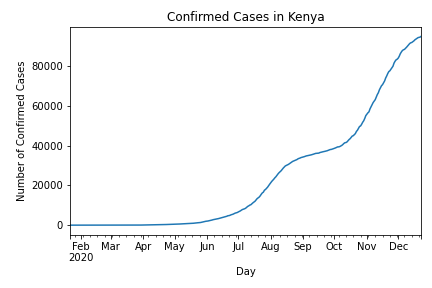 Confirmed Cases in Kenya
Number of Confirmed Cases
80000
60000
40000
20000
0
Feb Mar Apr May Jun Jul Aug Sep Oct Nov Dec
2020
Day